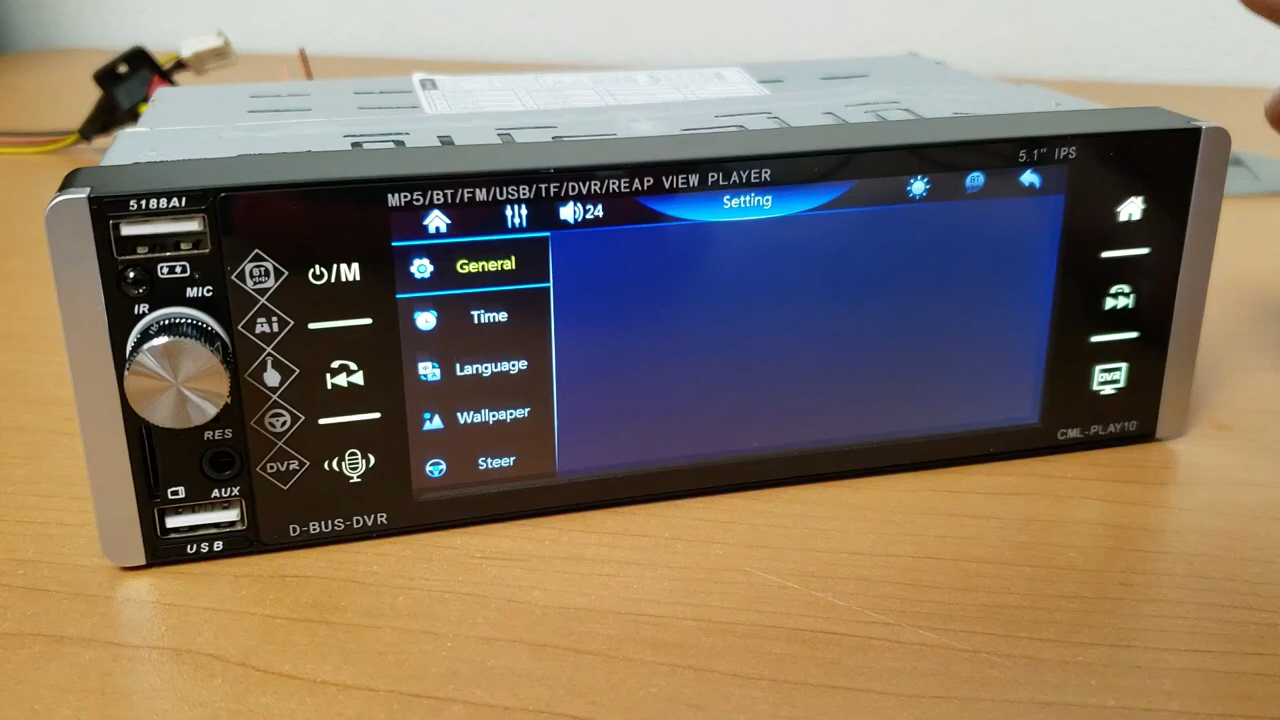 5188AI
MP5/BT/FM/USB/TF/DVR/REAP VIEW PLAYER
5.1" IPS
24
Setting
BT
BT
⏻/M
MIC
IR
General
Ai
Time
DVR
Language
Wallpaper
RES
Steer
DVR
AUX
CML-PLAY10
USB
D-BUS-DVR